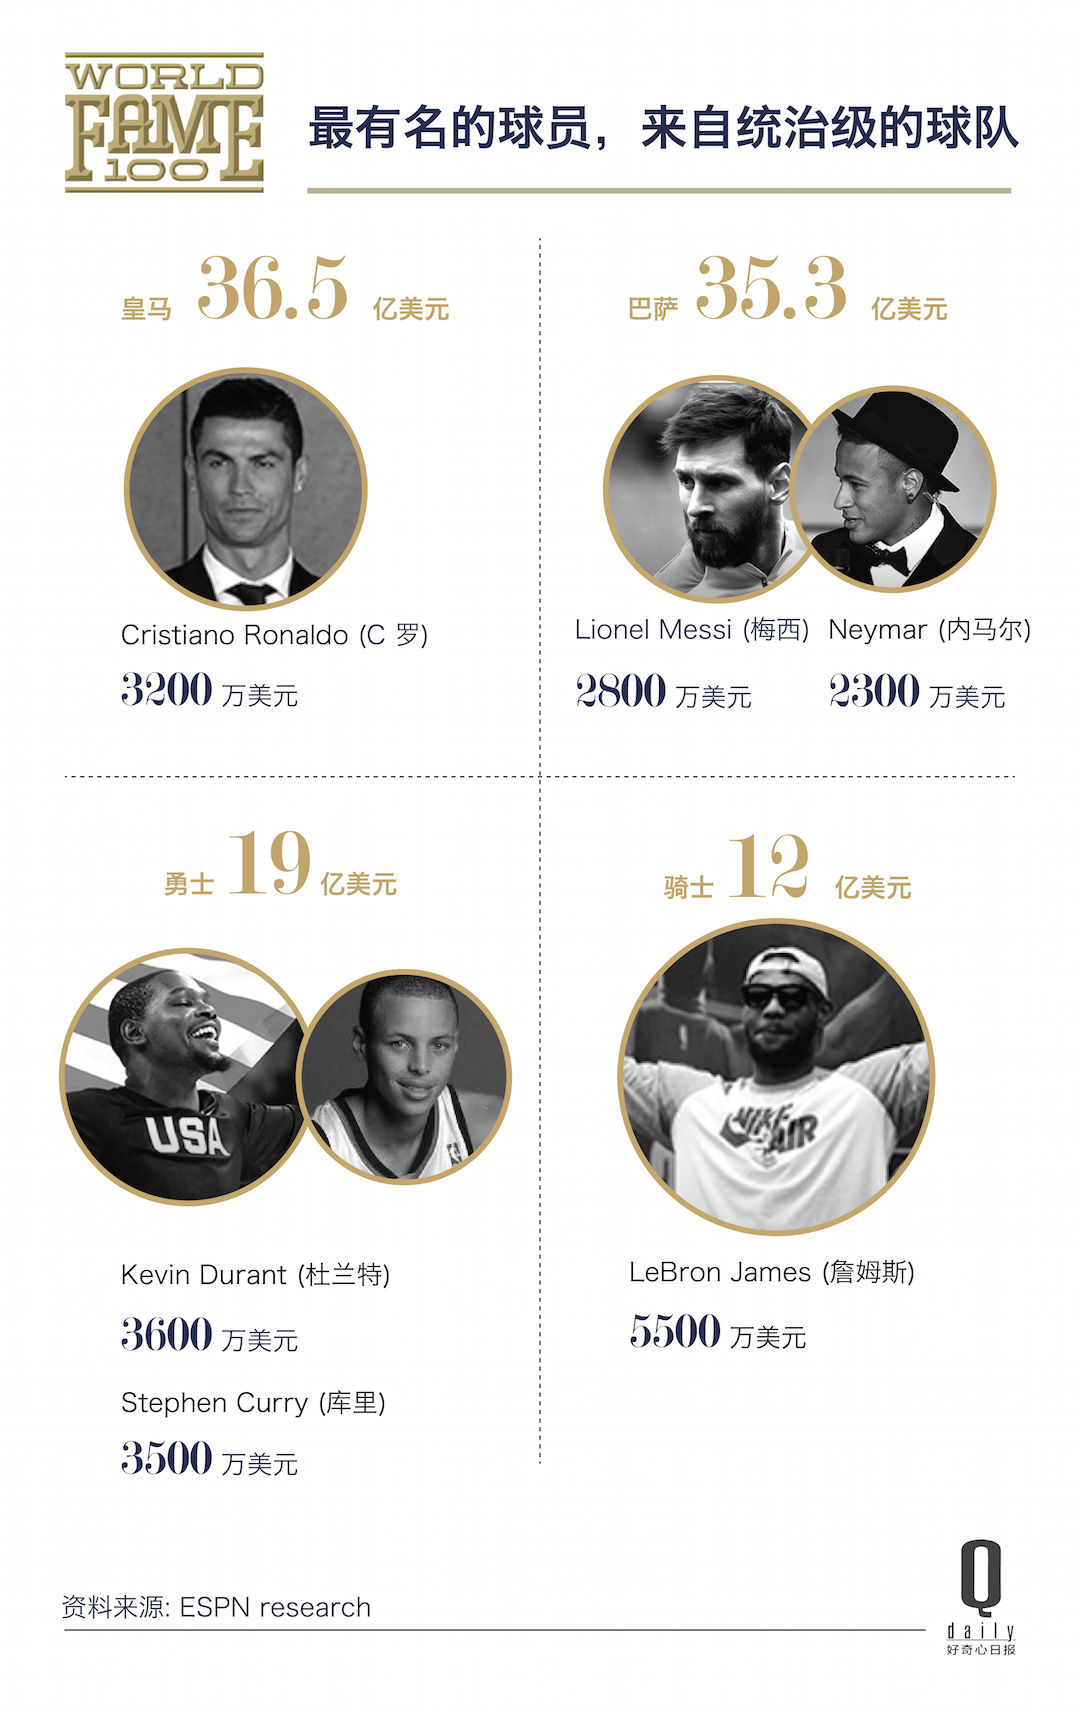 WORLD
FAME
100
最有名的球员，来自统治级的球队
皇马 36.5 亿美元
巴萨 35.3 亿美元
Cristiano Ronaldo (C 罗)
3200 万美元
Lionel Messi (梅西) Neymar (内马尔)
2800 万美元 2300 万美元
勇士 19 亿美元
骑士 12 亿美元
USA
NIKE
AIR
Kevin Durant (杜兰特)
3600 万美元
Stephen Curry (库里)
3500 万美元
LeBron James (詹姆斯)
5500 万美元
资料来源: ESPN research
Q
daily
好奇心日报